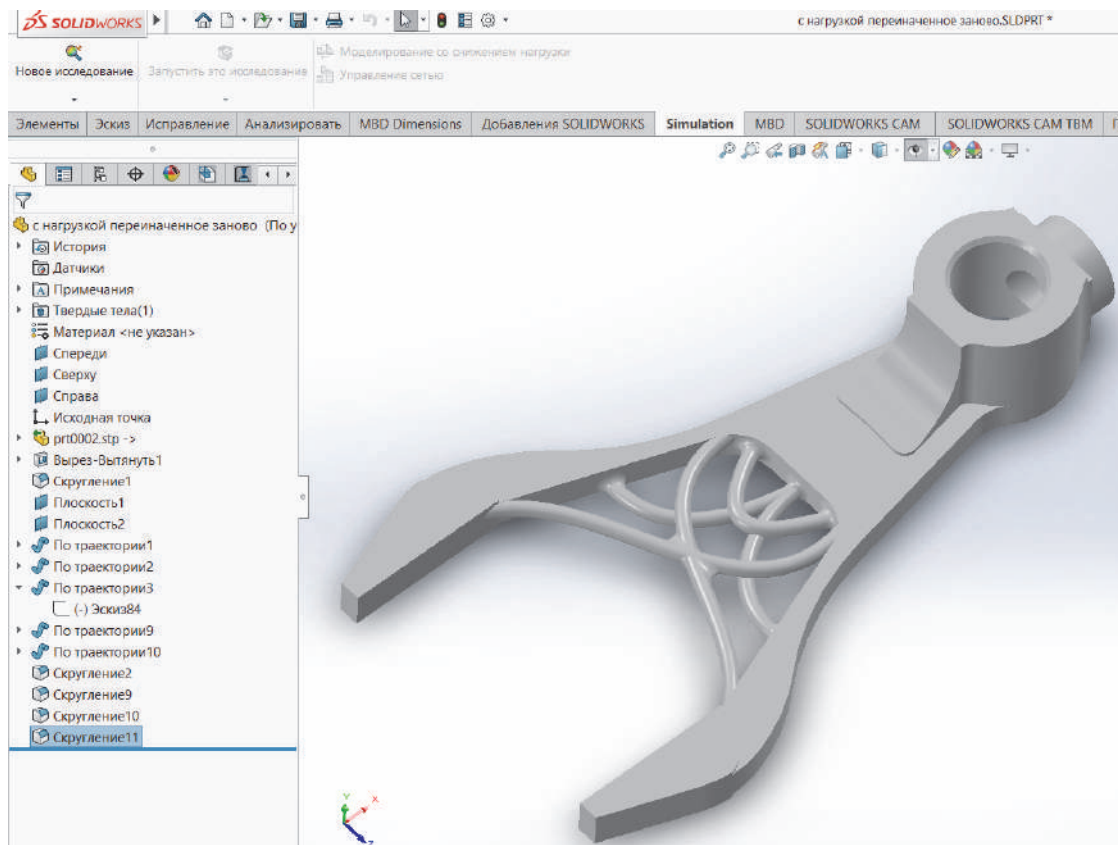 SOLIDWORKS
с нагрузкой переиначенное заново.SLDPRT *
Новое исследование
Запустить это исследование
Моделирование со снижением нагрузки
Управление сетью
Элементы Эскиз Исправление Анализировать MBD Dimensions Добавления SOLIDWORKS Simulation MBD SOLIDWORKS CAM SOLIDWORKS CAM TBM
с нагрузкой переиначенное заново (По у
История
Датчики
A Примечания
Твердые тела(1)
Материал <не указан>
Спереди
Сверху
Справа
Исходная точка
prt0002.stp ->
Вырез-Вытянуть1
Скругление1
Плоскость1
Плоскость2
По траектории1
По траектории2
По траектории3
(-) Эскиз84
По траектории9
По траектории10
Скругление2
Скругление9
Скругление10
Скругление11
Y
X
Z